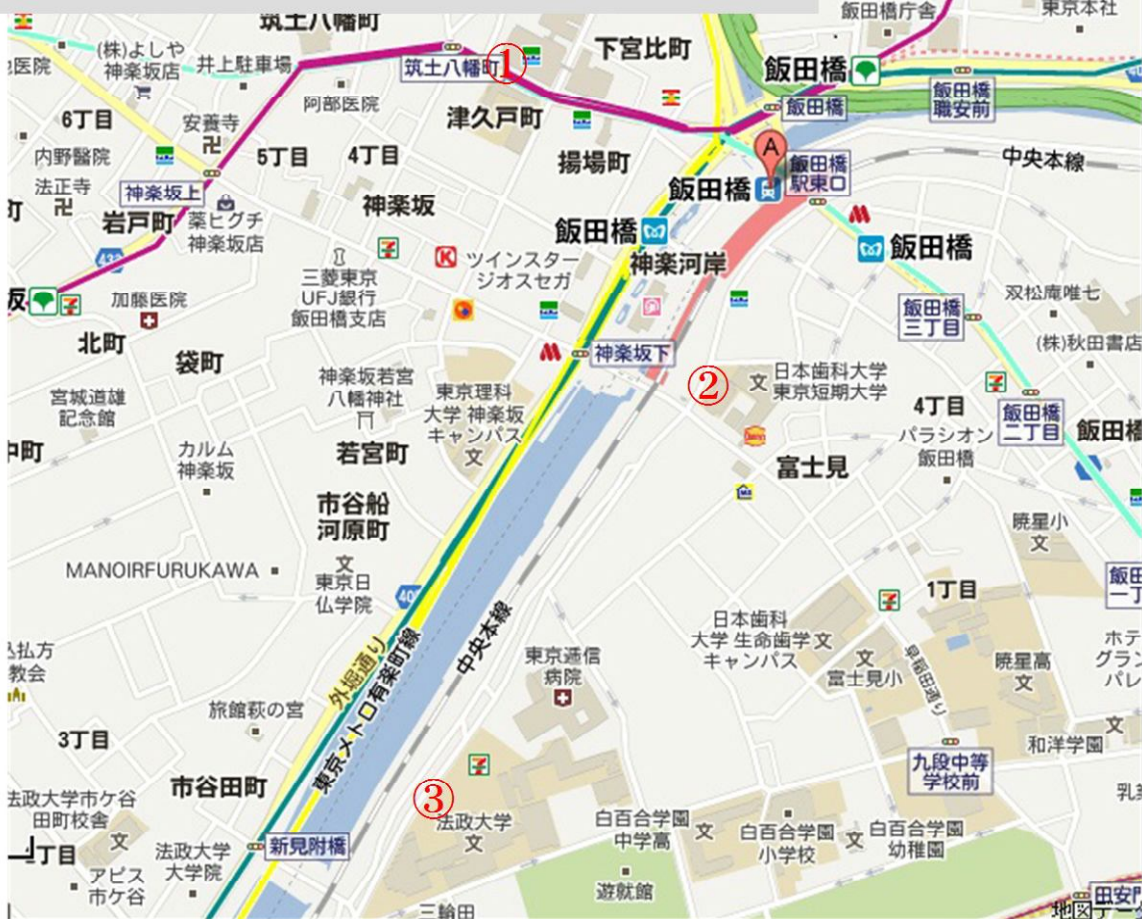 筑土八幡町
飯田橋庁舎
東京本社
(株)よしや
神楽坂店
井上駐車場
筑土八幡町
①
下宮比町
飯田橋
飯田橋
飯田橋
職安前
6丁目
安養寺
阿部医院
津久戸町
内野醫院
5丁目
4丁目
揚場町
A
飯田橋
飯田橋
駅東口
中央本線
法正寺
神楽坂上
神楽坂
岩戸町
薬ヒグチ
神楽坂店
飯田橋
飯田橋
神楽河岸
ツインスター
ジオスセガ
K
7
三菱東京
UFJ銀行
飯田橋支店
加藤医院
双松庵唯七
飯田橋
三丁目
(株)秋田書店
北町
袋町
神楽坂下
宮城道雄
記念館
神楽坂若宮
八幡神社
東京理科
大学 神楽坂
キャンパス
②
日本歯科大学
東京短期大学
4丁目
飯田橋
二丁目
カルム
神楽坂
若宮町
パラシオン
飯田橋
富士見
市谷船
河原町
暁星小
MANOIRFURUKAWA
東京日
仏学院
1丁目
外堀通り
東京メトロ有楽町線
中央本線
東京逓信
病院
日本歯科
大学 生命歯学
キャンパス
富士見小
早稲田通り
暁星高
旅館萩の宮
3丁目
和洋学園
市谷田町
九段中等
学校前
法政大学市ケ谷
田町校舎
③
法政大学
白百合学園
中学高
白百合学園
小学校
白百合学園
幼稚園
新見附橋
法政大学
大学院
アビス
市ケ谷
遊就館
三輪田